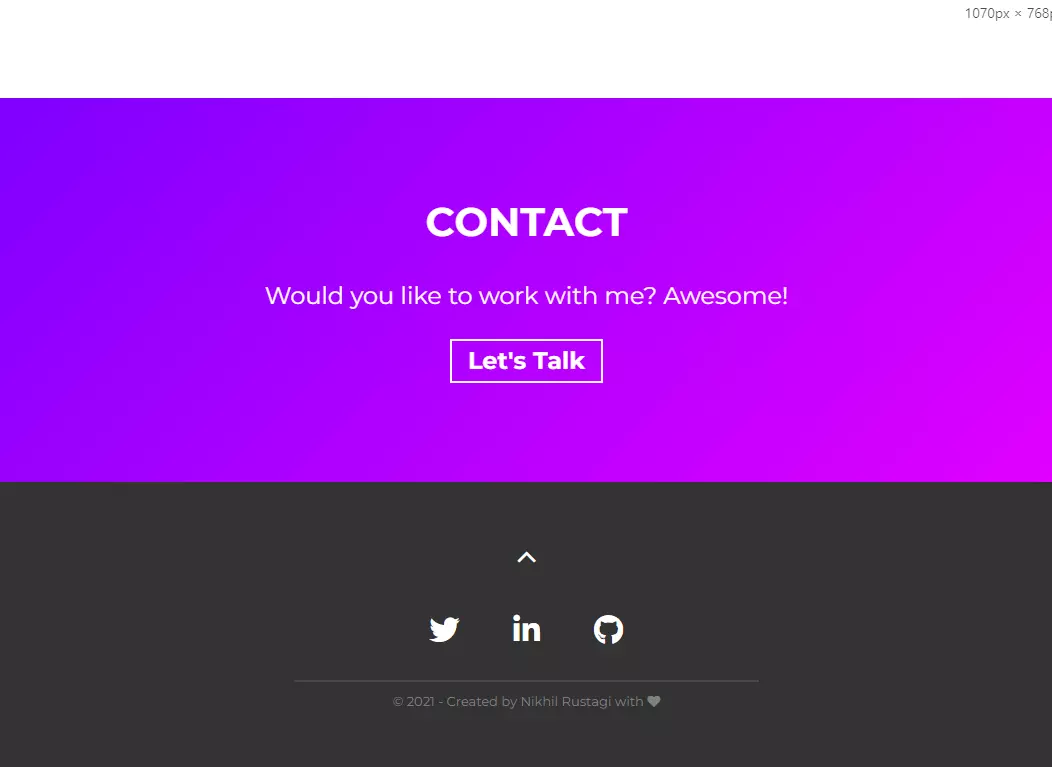 1070px × 768p
CONTACT
Would you like to work with me? Awesome!
Let's Talk
in
© 2021 - Created by Nikhil Rustagi with ♥